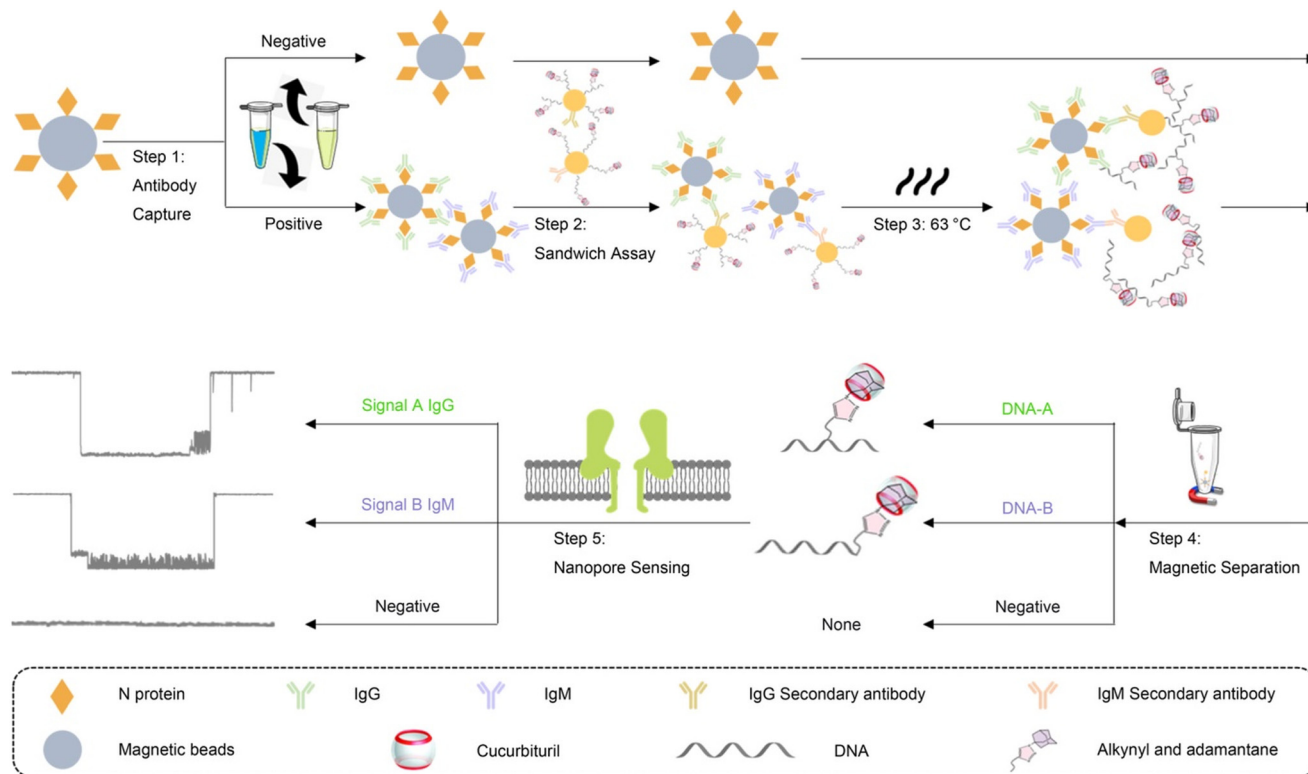 Negative
Step 1:
Antibody
Capture
Positive
Step 2:
Sandwich Assay
Step 3: 63 °C
Signal A IgG
DNA-A
Signal B IgM
DNA-B
Step 5:
Nanopore Sensing
Step 4:
Magnetic Separation
Negative
None
Negative
N protein
IgG
IgM
IgG Secondary antibody
IgM Secondary antibody
Magnetic beads
Cucurbituril
DNA
Alkynyl and adamantane